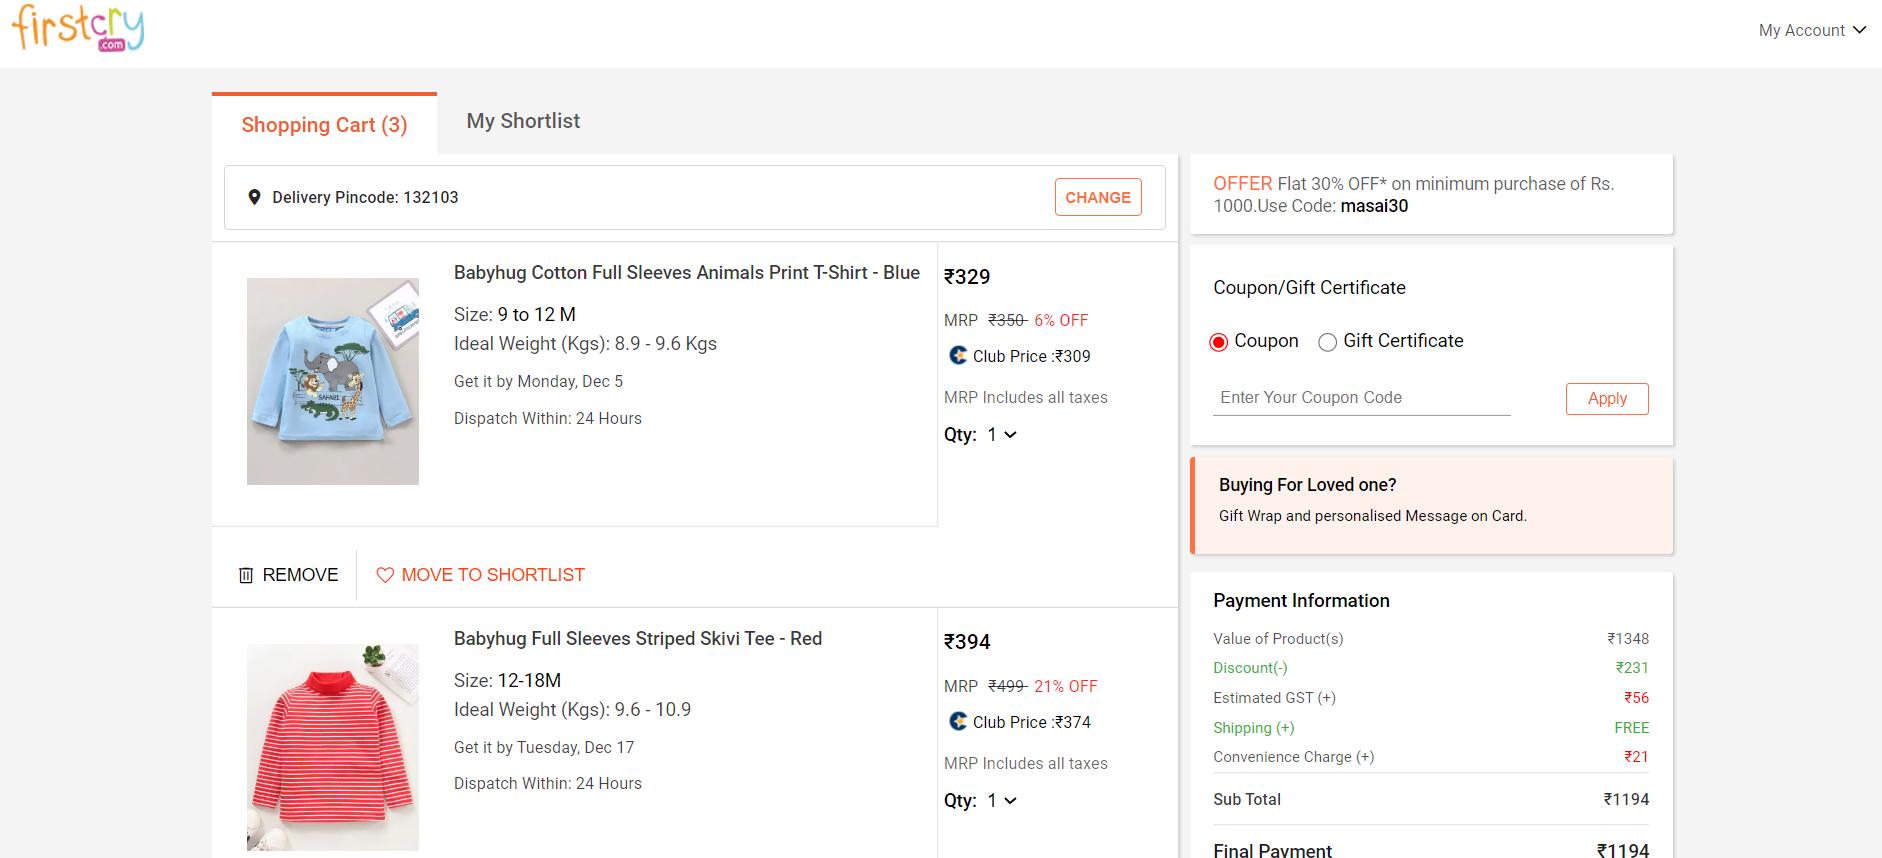 firstcry
.com
My Account
Shopping Cart (3)
My Shortlist
Delivery Pincode: 132103
CHANGE
Babyhug Cotton Full Sleeves Animals Print T-Shirt - Blue
Size: 9 to 12 M
Ideal Weight (Kgs): 8.9 - 9.6 Kgs
Get it by Monday, Dec 5
Dispatch Within: 24 Hours
SAFARI
₹329
MRP ₹350 6% OFF
Club Price :₹309
MRP Includes all taxes
Qty: 1
REMOVE
MOVE TO SHORTLIST
Babyhug Full Sleeves Striped Skivi Tee - Red
Size: 12-18M
Ideal Weight (Kgs): 9.6 - 10.9
Get it by Tuesday, Dec 17
Dispatch Within: 24 Hours
₹394
MRP ₹499 21% OFF
Club Price :₹374
MRP Includes all taxes
Qty: 1
OFFER Flat 30% OFF* on minimum purchase of Rs.
1000.Use Code: masai30
Coupon/Gift Certificate
Coupon
Gift Certificate
Enter Your Coupon Code
Apply
Buying For Loved one?
Gift Wrap and personalised Message on Card.
Payment Information
Value of Product(s) ₹1348
Discount(-) ₹231
Estimated GST (+) ₹56
Shipping (+) FREE
Convenience Charge (+) ₹21
Sub Total ₹1194
Final Payment ₹1194